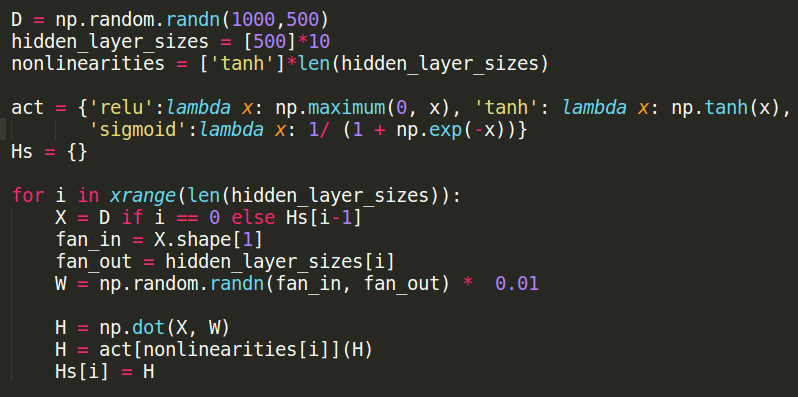 D = np.random.randn(1000,500)
hidden_layer_sizes = [500]*10
nonlinearities = ['tanh']*len(hidden_layer_sizes)

act = {'relu':lambda x: np.maximum(0, x), 'tanh': lambda x: np.tanh(x),
       'sigmoid':lambda x: 1/ (1 + np.exp(-x))}
Hs = {}

for i in xrange(len(hidden_layer_sizes)):
    X = D if i == 0 else Hs[i-1]
    fan_in = X.shape[1]
    fan_out = hidden_layer_sizes[i]
    W = np.random.randn(fan_in, fan_out) *  0.01

    H = np.dot(X, W)
    H = act[nonlinearities[i]](H)
    Hs[i] = H